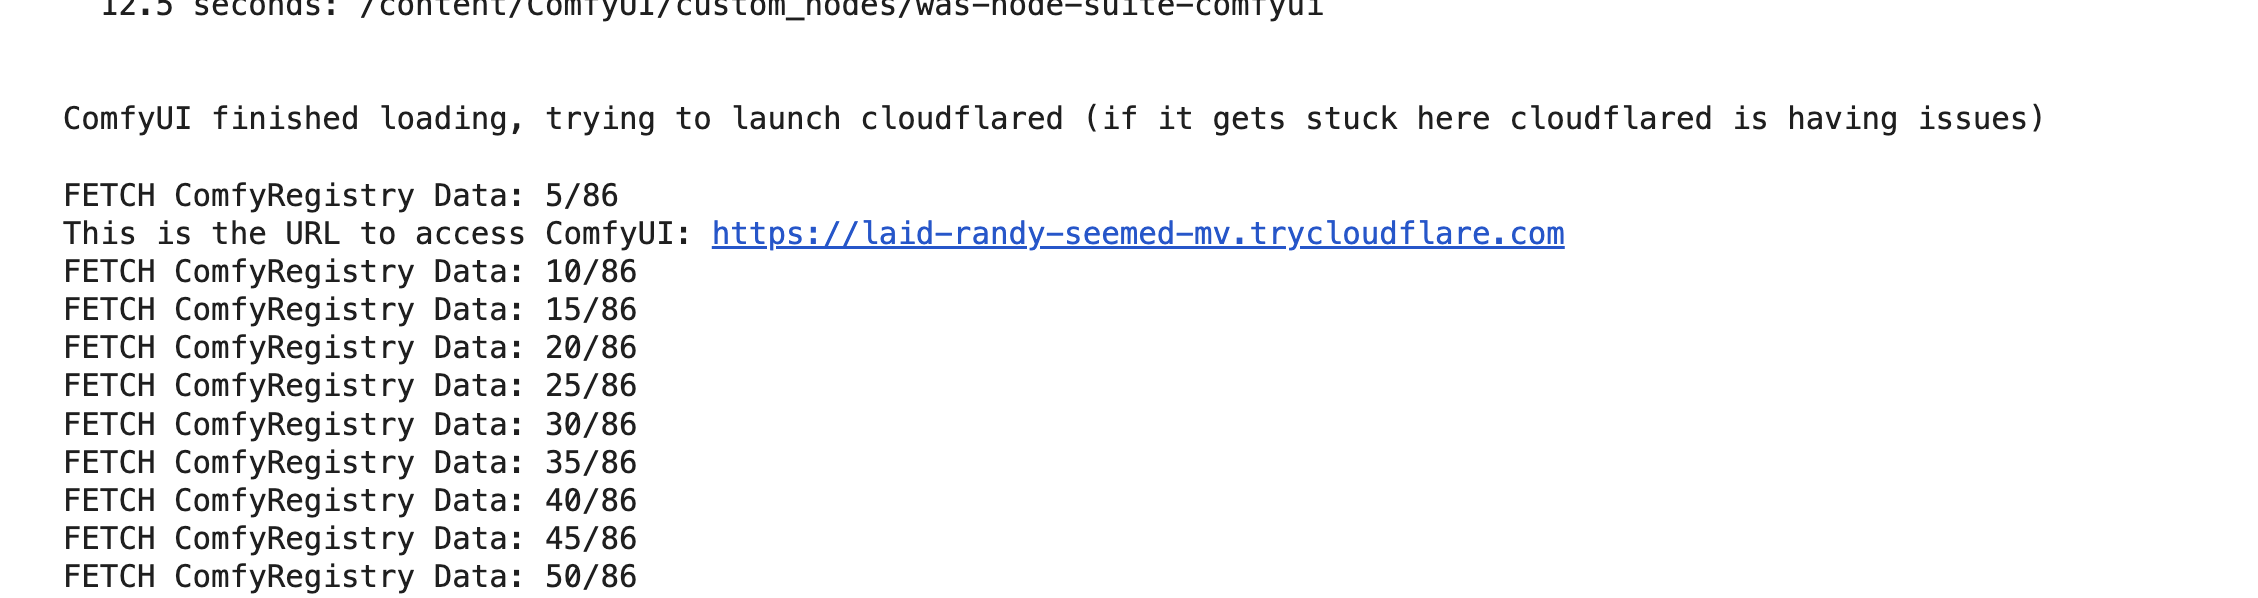 12.5 seconds: /content/ComfyUI/custom_nodes/was-node-suite-comfyui
ComfyUI finished loading, trying to launch cloudflared (if it gets stuck here cloudflared is having issues)
FETCH ComfyRegistry Data: 5/86
This is the URL to access ComfyUI: https://laid-randy-seemed-mv.trycloudflare.com
FETCH ComfyRegistry Data: 10/86
FETCH ComfyRegistry Data: 15/86
FETCH ComfyRegistry Data: 20/86
FETCH ComfyRegistry Data: 25/86
FETCH ComfyRegistry Data: 30/86
FETCH ComfyRegistry Data: 35/86
FETCH ComfyRegistry Data: 40/86
FETCH ComfyRegistry Data: 45/86
FETCH ComfyRegistry Data: 50/86